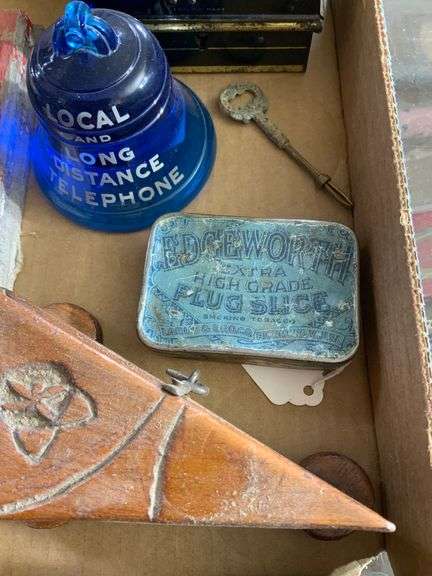 LOCAL
AND
LONG
DISTANCE
TELEPHONE
EDGEWORTH
EXTRA
HIGH GRADE
PLUG SLICE
SMOKING TOBACCO